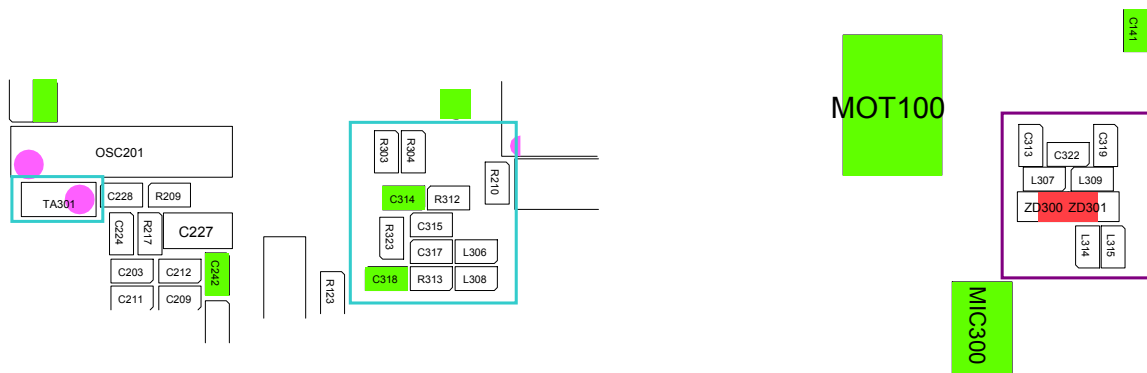 C141
MOT100
OSC201
R303
R304
C313
C322
C319
TA301
C228
R209
R210
C314
R312
L307
L309
C224
R217
C227
R323
C315
ZD300 ZD301
C317
L306
L314
L315
C203
C212
C242
C318
R313
L308
R123
C211
C209
MIC300